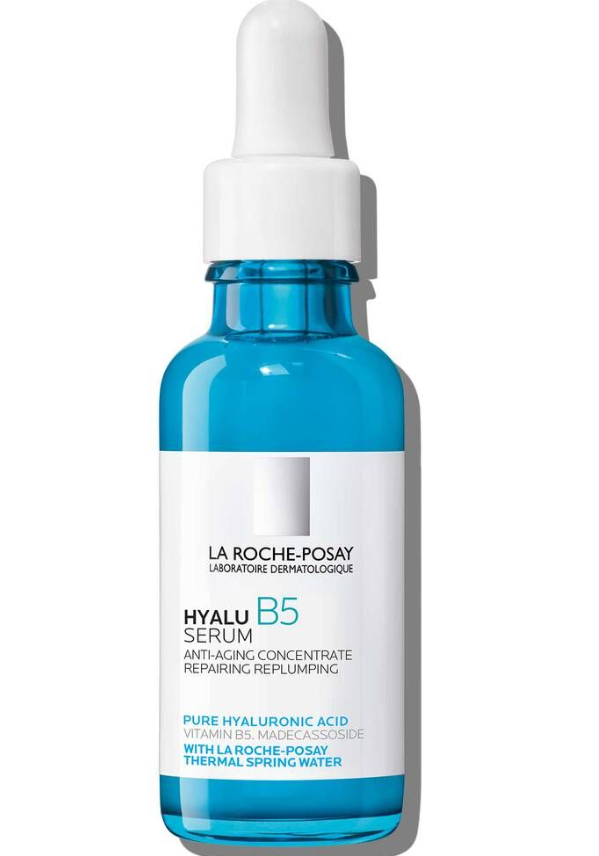 LA ROCHE-POSAY
LABORATOIRE DERMATOLOGIQUE
HYALU B5
SERUM
ANTI-AGING CONCENTRATE
REPAIRING REPLUMPING
PURE HYALURONIC ACID
VITAMIN B5. MADECASSOSIDE
WITH LA ROCHE-POSAY
THERMAL SPRING WATER